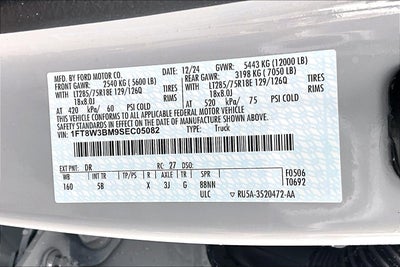 MFD. BY FORD MOTOR CO.
12/24 GVWR: 5443 KG (12000 LB)
FRONT GAWR: 2540 KG (5600 LB)
REAR GAWR: 3198 KG (7050 LB)
LT285/75R18E 129/126Q TIRES LT285/75R18E 129/126Q TIRES
18x8.0J RIMS 18x8.0J RIMS
AT 420 kPa/ 60 PSI COLD AT 520 kPa/ 75 PSI COLD
THIS VEHICLE CONFORMS TO ALL APPLICABLE FEDERAL MOTOR VEHICLE
SAFETY STANDARDS IN EFFECT ON THE DATE OF MANUFACTURE SHOWN ABOVE.
VIN: 1FT8W3BM9SEC05082 TYPE: Truck
EXT PNT: DR RC: 27 DSO: F0506
WB INT TR TP/PS R AXLE TR SPR T0692
160 5B X 3J G 8BNN
ULC RU5A-3520472-AA